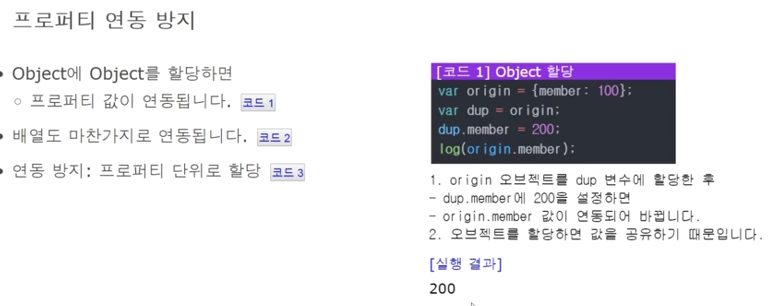 프로퍼티 연동 방지
• Object에 Object를 할당하면
○ 프로퍼티 값이 연동됩니다. 코드 1
• 배열도 마찬가지로 연동됩니다. 코드 2
• 연동 방지: 프로퍼티 단위로 할당 코드 3
[코드 1] Object 할당
var origin = {member: 100};
var dup = origin;
dup.member = 200;
log(origin.member);
1. origin 오브젝트를 dup 변수에 할당한 후
- dup.member에 200을 설정하면
- origin.member 값이 연동되어 바뀝니다.
2. 오브젝트를 할당하면 값을 공유하기 때문입니다.
[실행 결과]
200